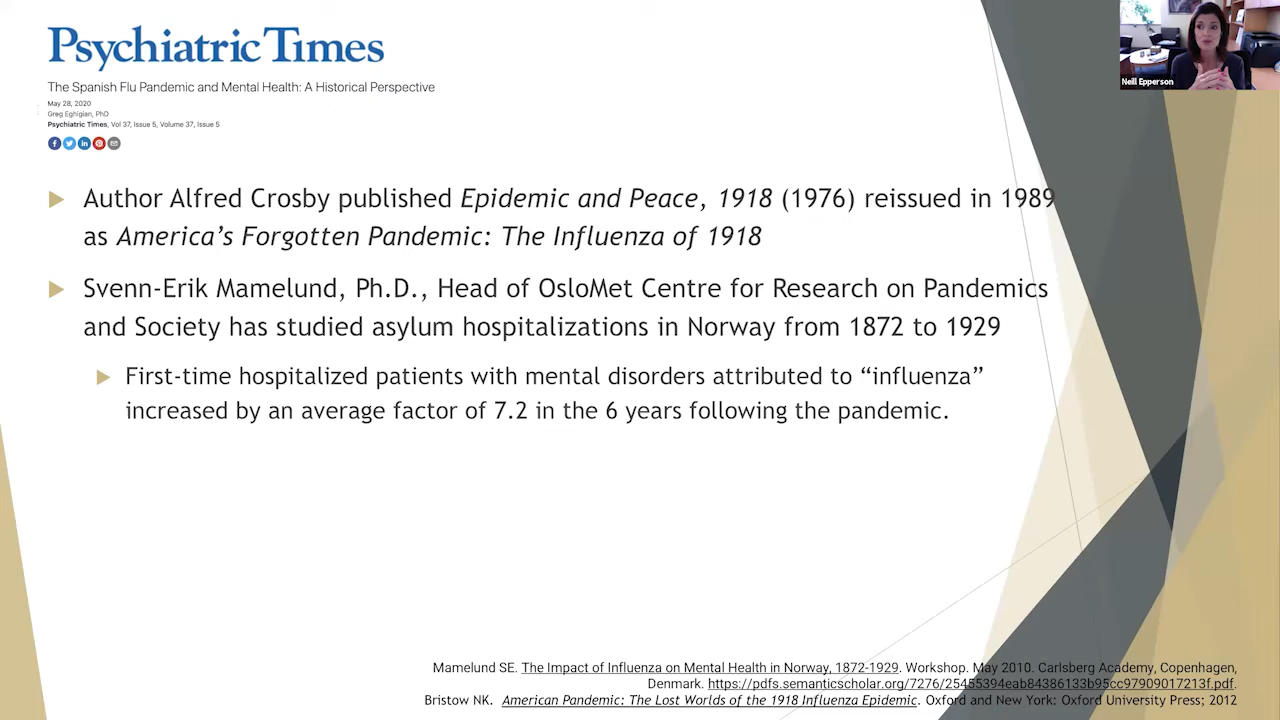 Psychiatric Times
The Spanish Flu Pandemic and Mental Health: A Historical Perspective
May 28, 2020
Greg Eghigian, PhD
Psychiatric Times, Vol 37, Issue 5, Volume 37, Issue 5
Neill Epperson
Author Alfred Crosby published Epidemic and Peace, 1918 (1976) reissued in 1989
as America’s Forgotten Pandemic: The Influenza of 1918
Svenn-Erik Mamelund, Ph.D., Head of OsloMet Centre for Research on Pandemics
and Society has studied asylum hospitalizations in Norway from 1872 to 1929
First-time hospitalized patients with mental disorders attributed to “influenza”
increased by an average factor of 7.2 in the 6 years following the pandemic.
Mamelund SE. The Impact of Influenza on Mental Health in Norway, 1872-1929. Workshop. May 2010. Carlsberg Academy, Copenhagen,
Denmark. https://pdfs.semanticscholar.org/7276/25455394eab84386133b95cc97909017213f.pdf.
Bristow NK. American Pandemic: The Lost Worlds of the 1918 Influenza Epidemic. Oxford and New York: Oxford University Press; 2012